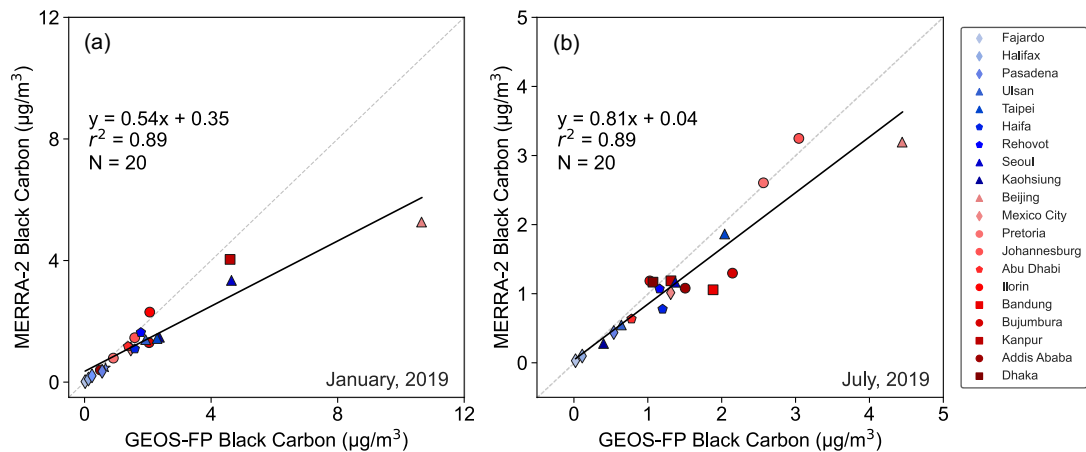 (a)
y = 0.54x + 0.35
r² = 0.89
N = 20
January, 2019
MERRA-2 Black Carbon (μg/m³)
12
8
4
0
0
4
8
12
GEOS-FP Black Carbon (μg/m³)
(b)
y = 0.81x + 0.04
r² = 0.89
N = 20
July, 2019
MERRA-2 Black Carbon (μg/m³)
5
4
3
2
1
0
0
1
2
3
4
5
GEOS-FP Black Carbon (μg/m³)
Fajardo
Halifax
Pasadena
Ulsan
Taipei
Haifa
Rehovot
Seoul
Kaohsiung
Beijing
Mexico City
Pretoria
Johannesburg
Abu Dhabi
Ilorin
Bandung
Bujumbura
Kanpur
Addis Ababa
Dhaka